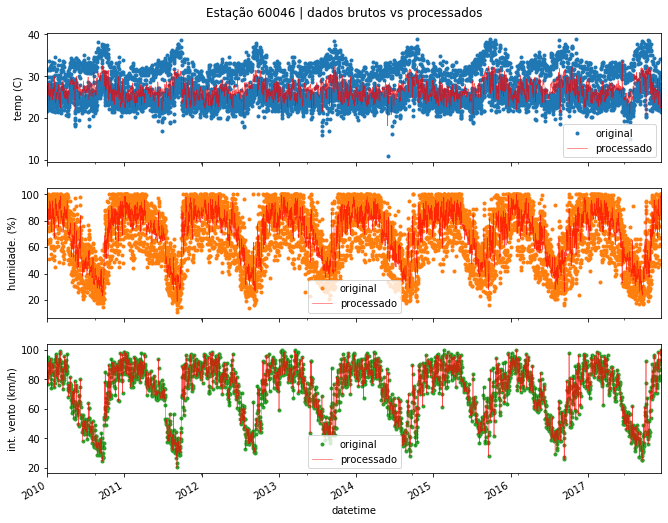 Estação 60046 | dados brutos vs processados
40
30
20
10
temp (C)
original
processado
100
80
60
40
20
humidade. (%)
original
processado
100
80
60
40
20
int. vento (km/h)
original
processado
2010 2011 2012 2013 2014 2015 2016 2017
datetime